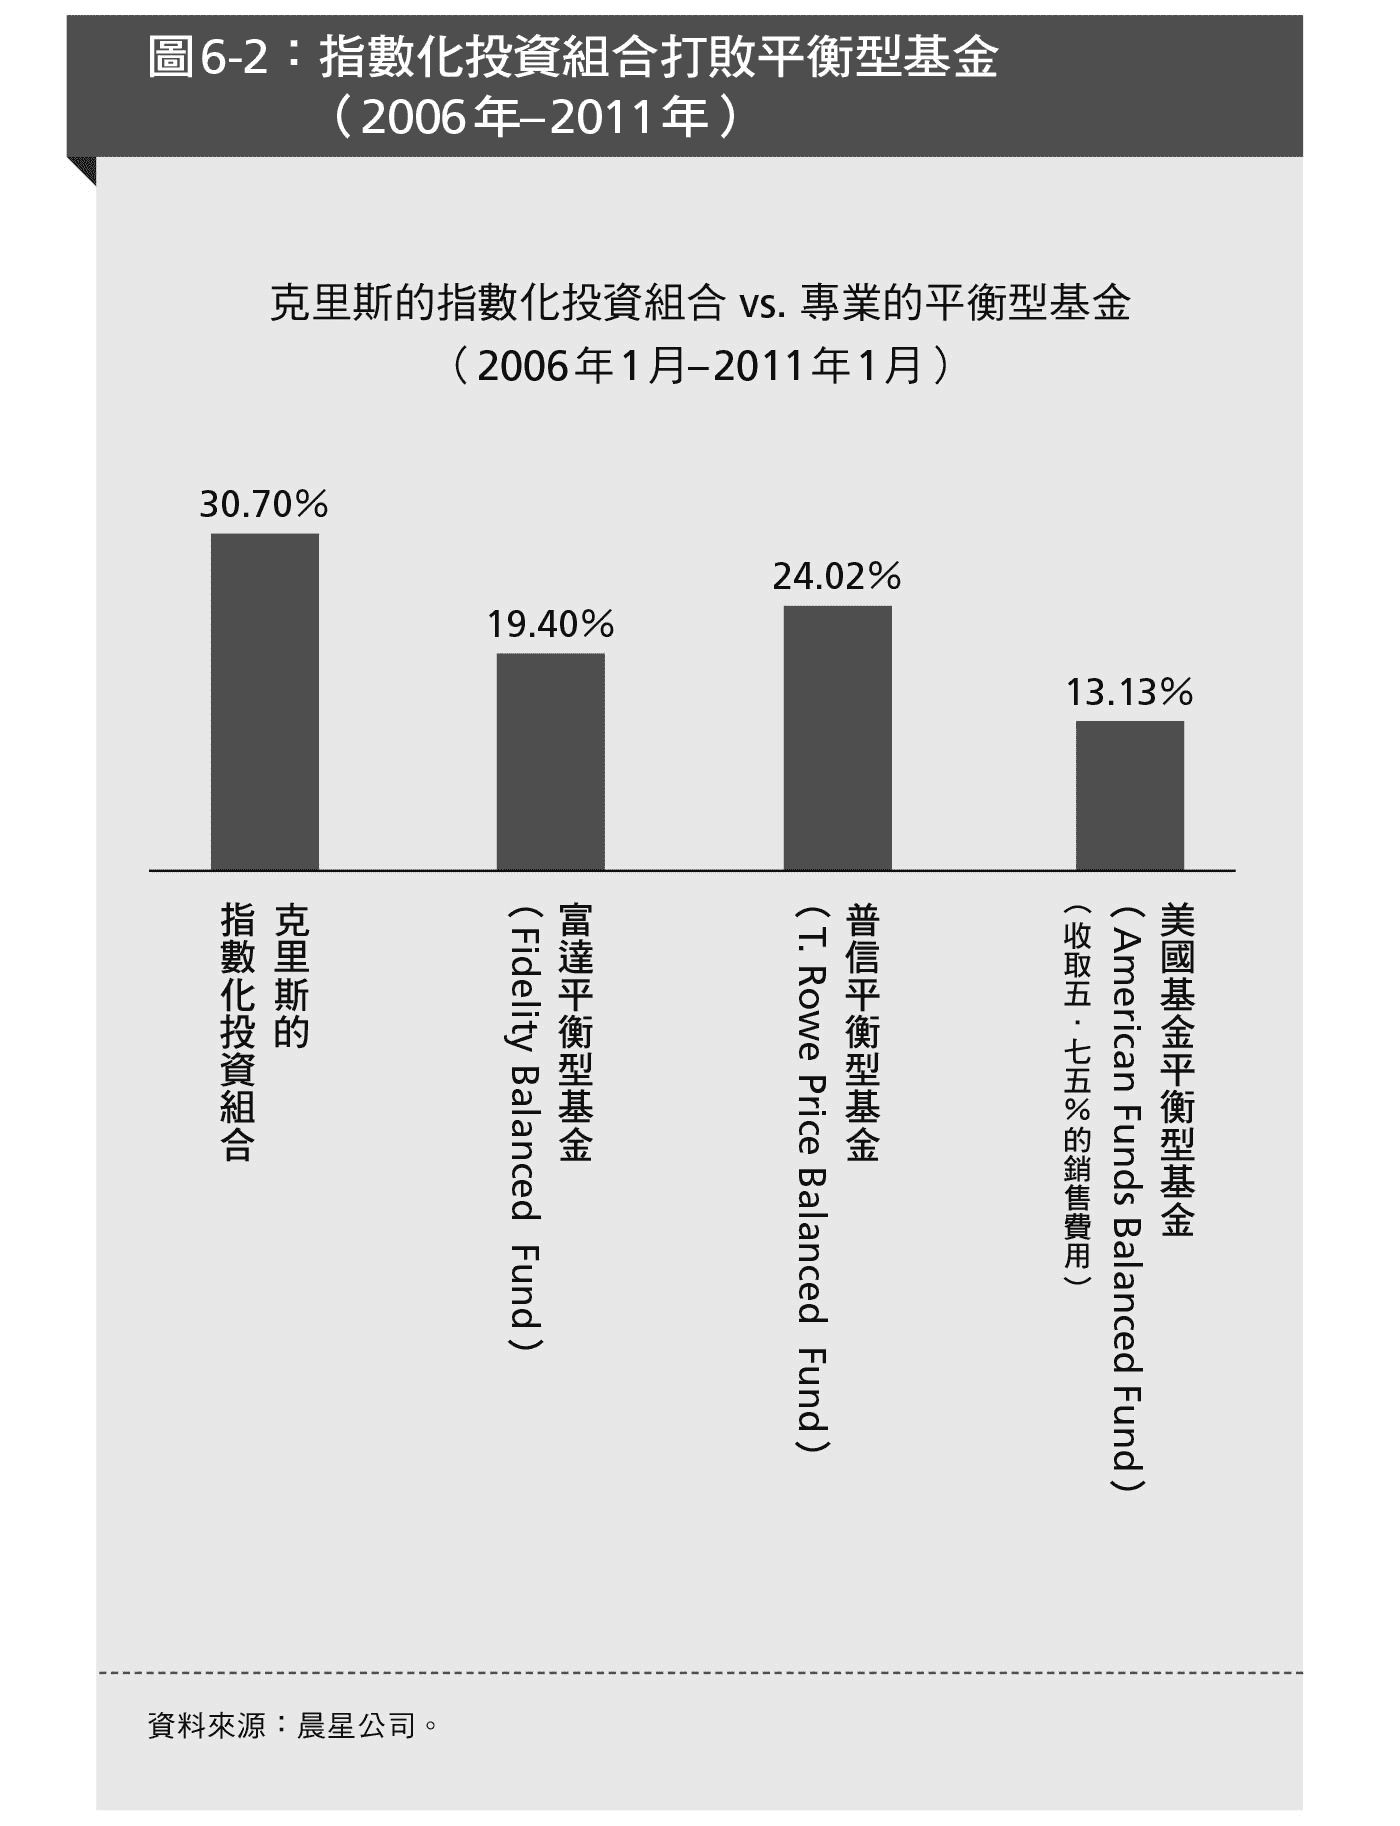 圖6-2：指數化投資組合打敗平衡型基金
（2006年–2011年）
克里斯的指數化投資組合 vs. 專業的平衡型基金
（2006年1月–2011年1月）
30.70%
19.40%
24.02%
13.13%
克里斯的
指數化投資組合
富達平衡型基金
（Fidelity Balanced Fund）
普信平衡型基金
（T. Rowe Price Balanced Fund）
美國基金平衡型基金
（American Funds Balanced Fund）
（收取五．七五%的銷售費用）
資料來源：晨星公司。